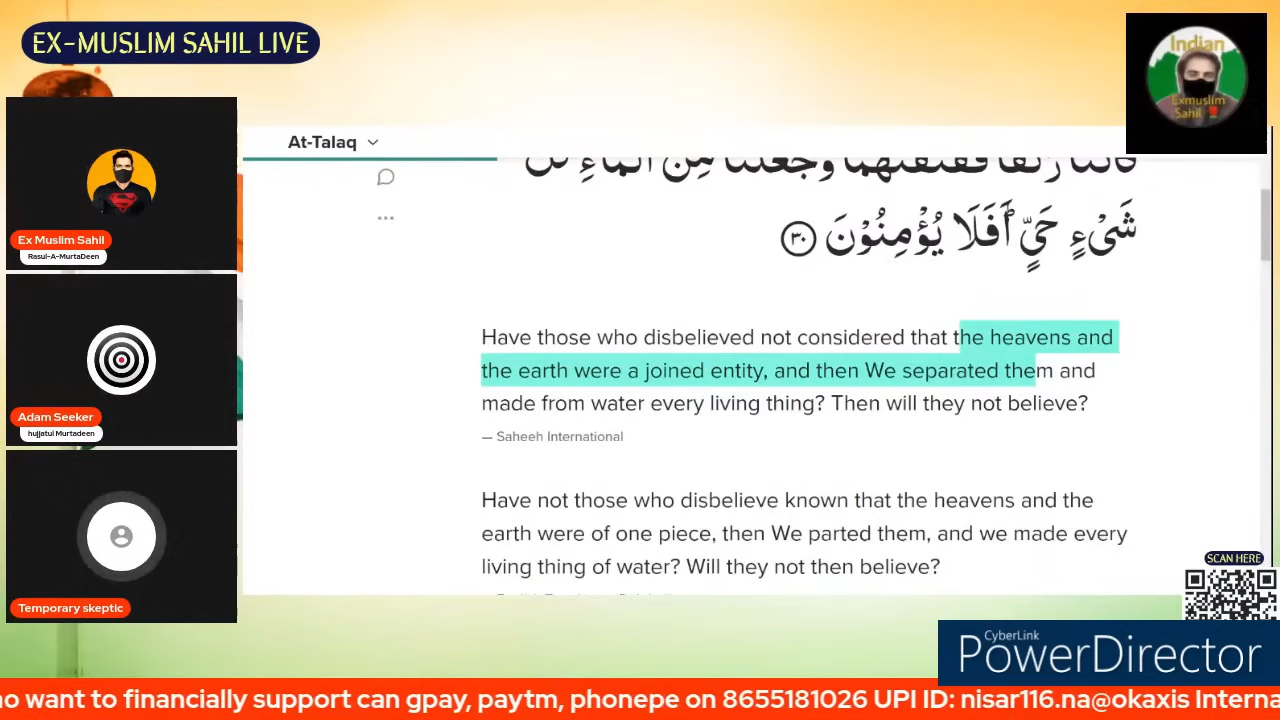 EX-MUSLIM SAHIL LIVE
Indian
Exmuslim
Sahil
Ex Muslim Sahil
Rasul-A-MurtaDeen
Adam Seeker
hujjatul Murtadeen
Temporary skeptic
At-Talaq
شَیْءٍ حَیٍّ ؕ اَفَلَا یُؤْمِنُوْنَ ۟۳۰
Have those who disbelieved not considered that the heavens and
the earth were a joined entity, and then We separated them and
made from water every living thing? Then will they not believe?
— Saheeh International
Have not those who disbelieve known that the heavens and the
earth were of one piece, then We parted them, and we made every
living thing of water? Will they not then believe?
SCAN HERE
CyberLink
PowerDirector
want to financially support can gpay, paytm, phonepe on 8655181026 UPI ID: nisar116.na@okaxis